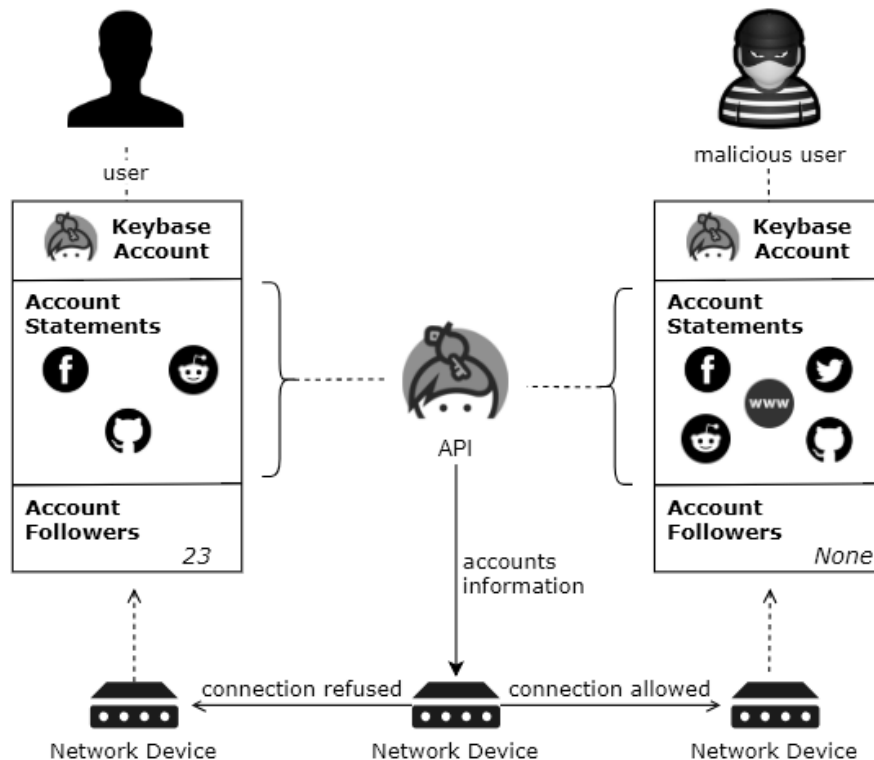 user
malicious user
Keybase
Account
Account
Statements
Account
Followers
23
API
accounts
information
Keybase
Account
Account
Statements
www
Account
Followers
None
connection refused
connection allowed
Network Device
Network Device
Network Device